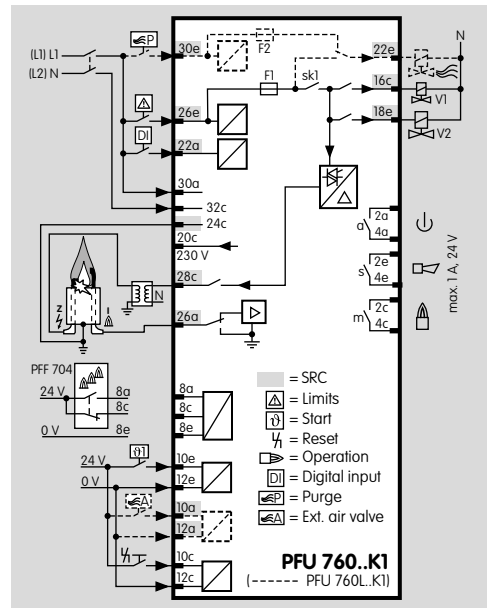 N
P
30e
F2
22e
(L1) L1
(L2) N
F1
sk1
16c
V1
26e
18e
V2
DI
22a
30a
32c
24c
20c
230 V
28c
N
26a
Z
I
a
2a
4a
s
2e
4e
m
2c
4c
max. 1 A, 24 V
PFF 704
24 V
8a
8c
0 V
8e
8a
8c
8e
24 V
ϑ1
10e
0 V
12e
A
10a
12a
10c
12c
= SRC
= Limits
ϑ = Start
= Reset
= Operation
DI = Digital input
P = Purge
A = Ext. air valve
PFU 760..K1
(------ PFU 760L..K1)